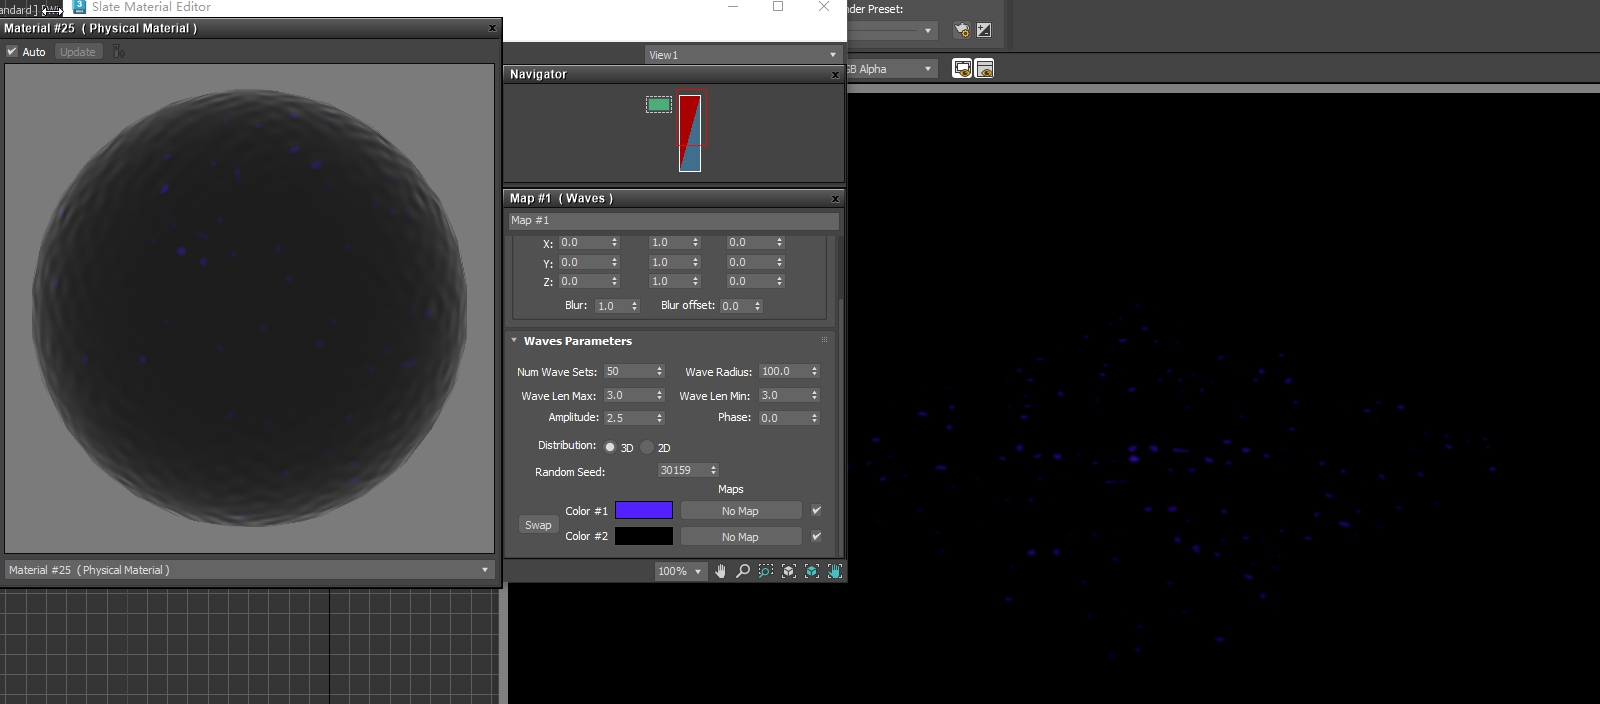 andard ] [W
3 Slate Material Editor
Material #25 ( Physical Material )
Auto
Update
View1
Navigator
Map #1 ( Waves )
Map #1
X: 0.0 1.0 0.0
Y: 0.0 1.0 0.0
Z: 0.0 1.0 0.0
Blur: 1.0 Blur offset: 0.0
Waves Parameters
Num Wave Sets: 50 Wave Radius: 100.0
Wave Len Max: 3.0 Wave Len Min: 3.0
Amplitude: 2.5 Phase: 0.0
Distribution: 3D 2D
Random Seed: 30159
Maps
Color #1 No Map
Swap
Color #2 No Map
100%
Material #25 ( Physical Material )
nder Preset:
GB Alpha